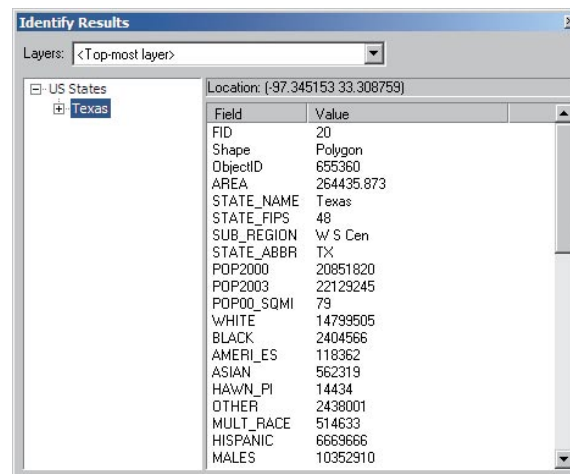 Identify Results
Layers: <Top-most layer>
US States
Texas
Location: (-97.345153 33.308759)
Field Value
FID 20
Shape Polygon
ObjectID 655360
AREA 264435.873
STATE_NAME Texas
STATE_FIPS 48
SUB_REGION W S Cen
STATE_ABBR TX
POP2000 20851820
POP2003 22129245
POP00_SQMI 79
WHITE 14799505
BLACK 2404566
AMERI_ES 118362
ASIAN 562319
HAWN_PI 14434
OTHER 2438001
MULT_RACE 514633
HISPANIC 6669666
MALES 10352910